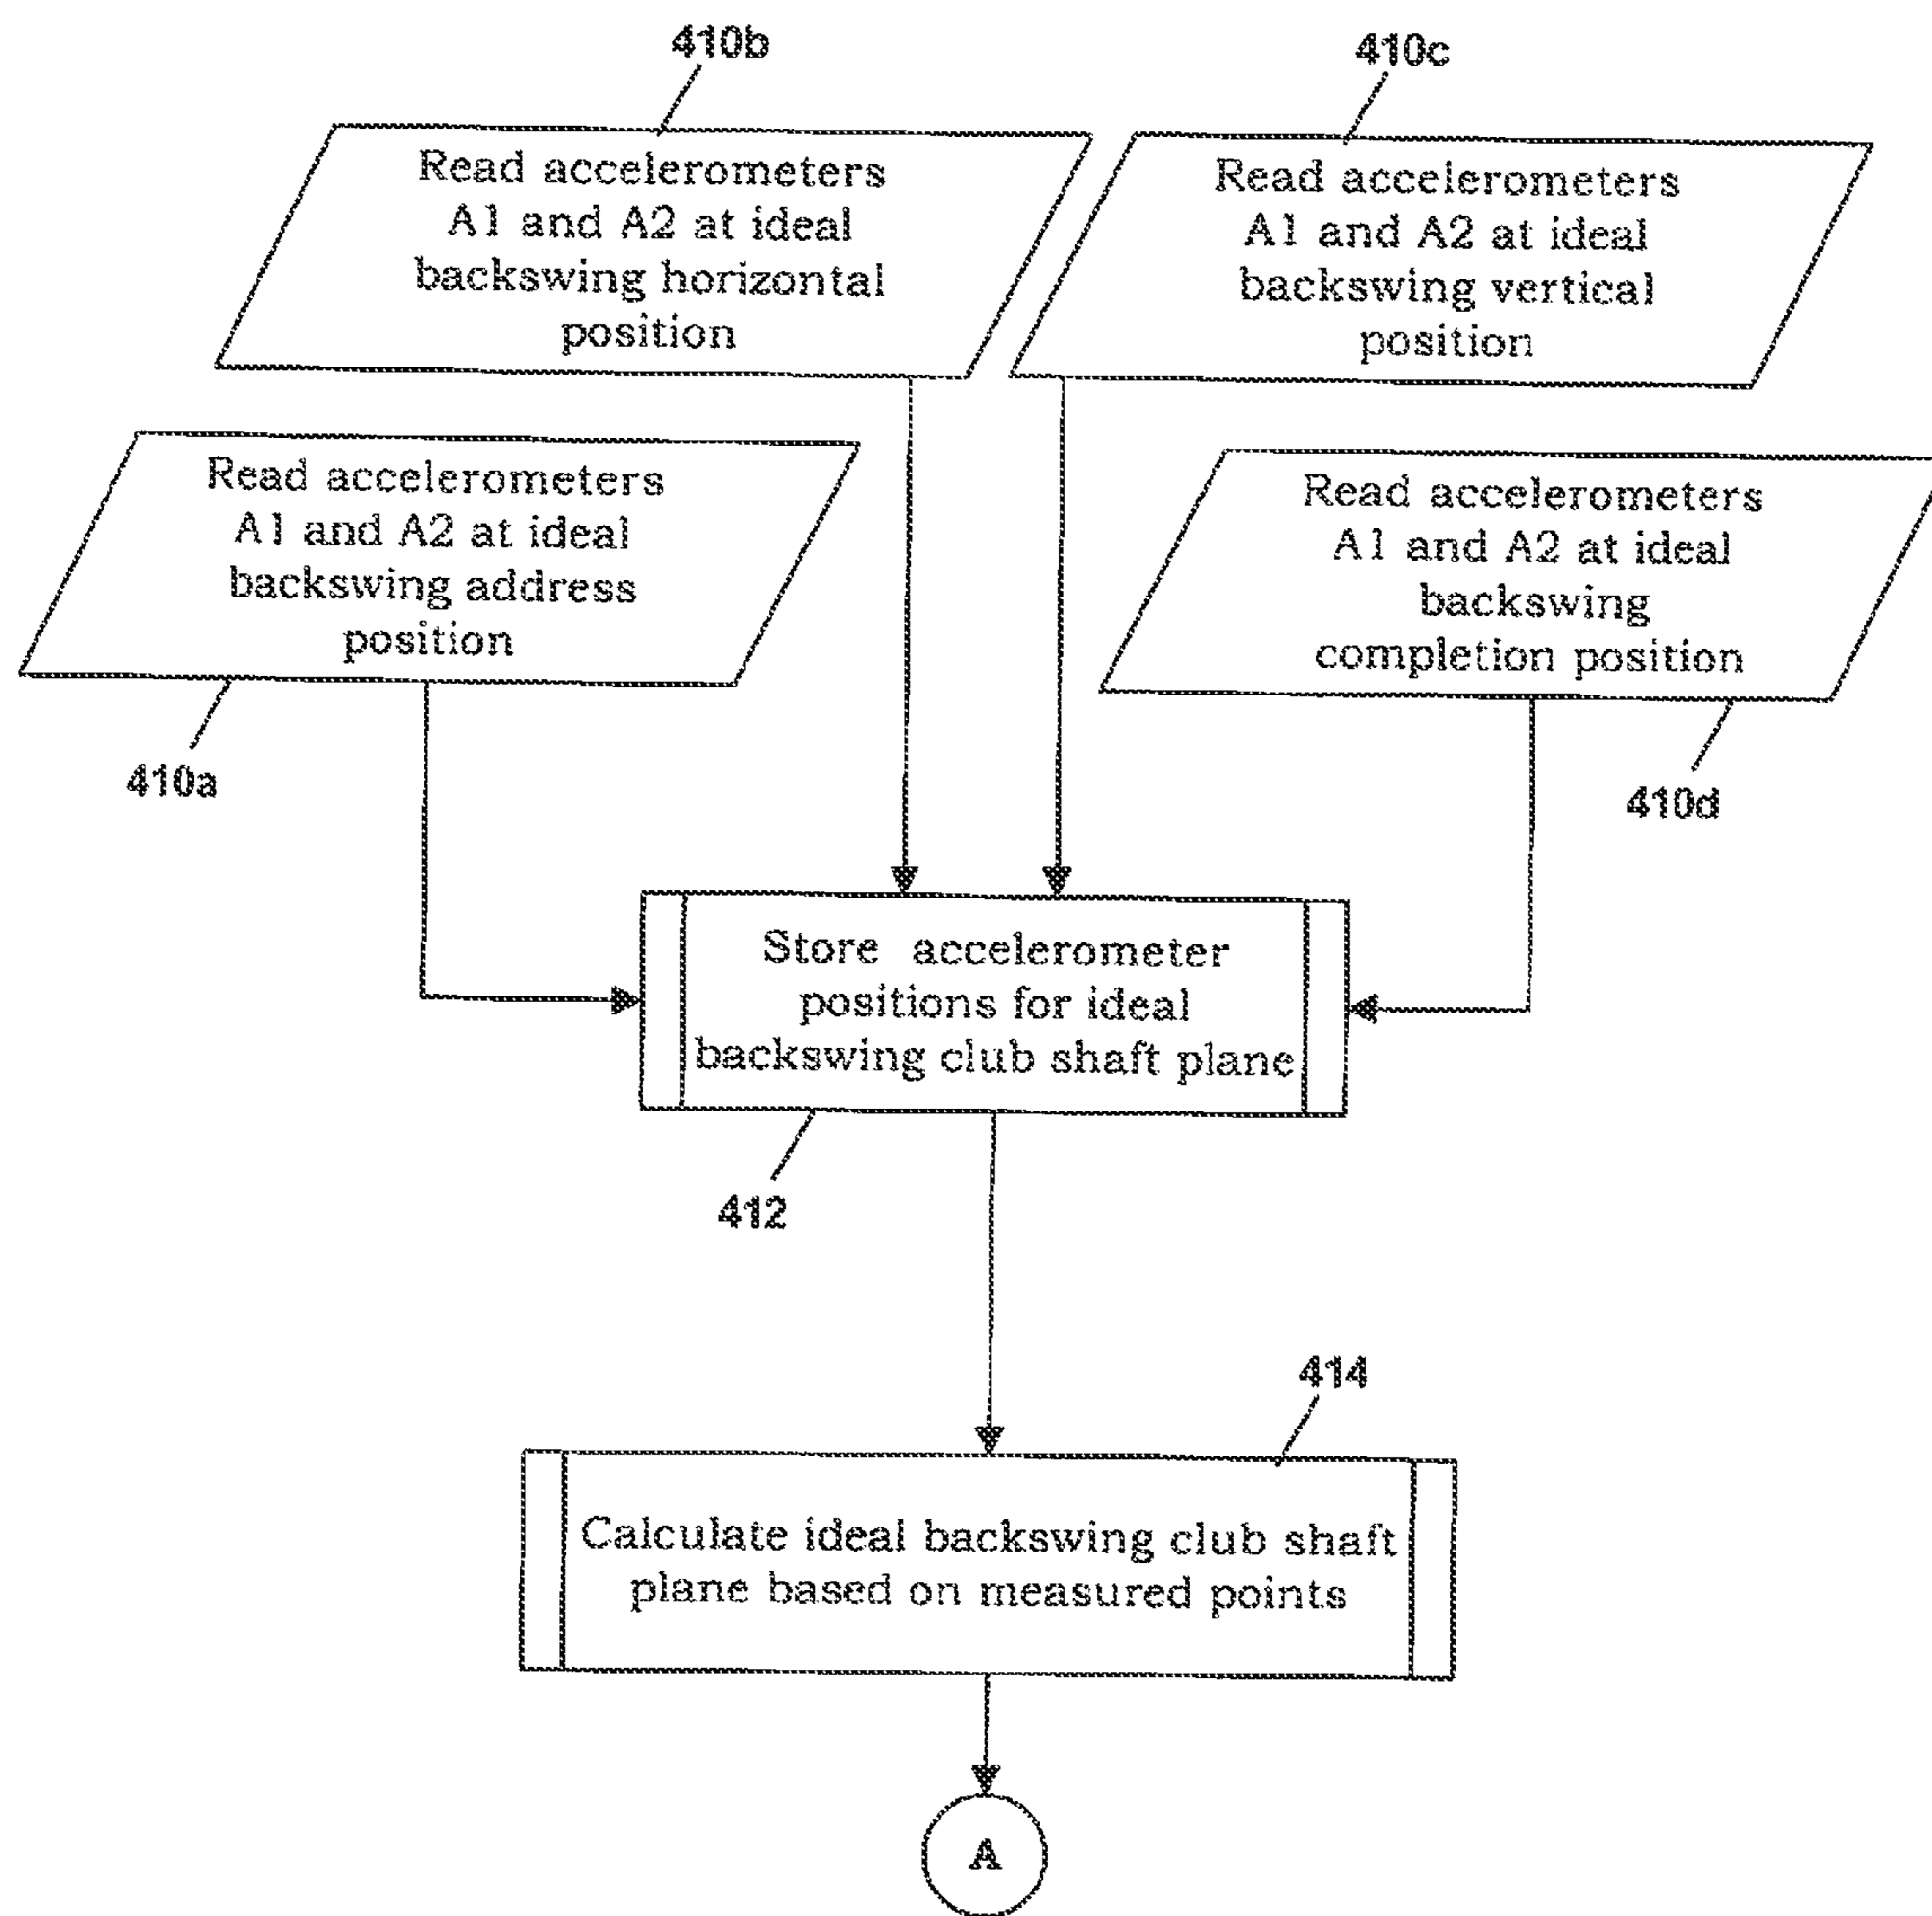 410b
410c
Read accelerometers
A1 and A2 at ideal
backswing horizontal
position
Read accelerometers
A1 and A2 at ideal
backswing vertical
position
Read accelerometers
A1 and A2 at ideal
backswing address
position
Read accelerometers
A1 and A2 at ideal
backswing
completion position
410a
410d
Store accelerometer
positions for ideal
backswing club shaft plane
412
414
Calculate ideal backswing club shaft
plane based on measured points
A